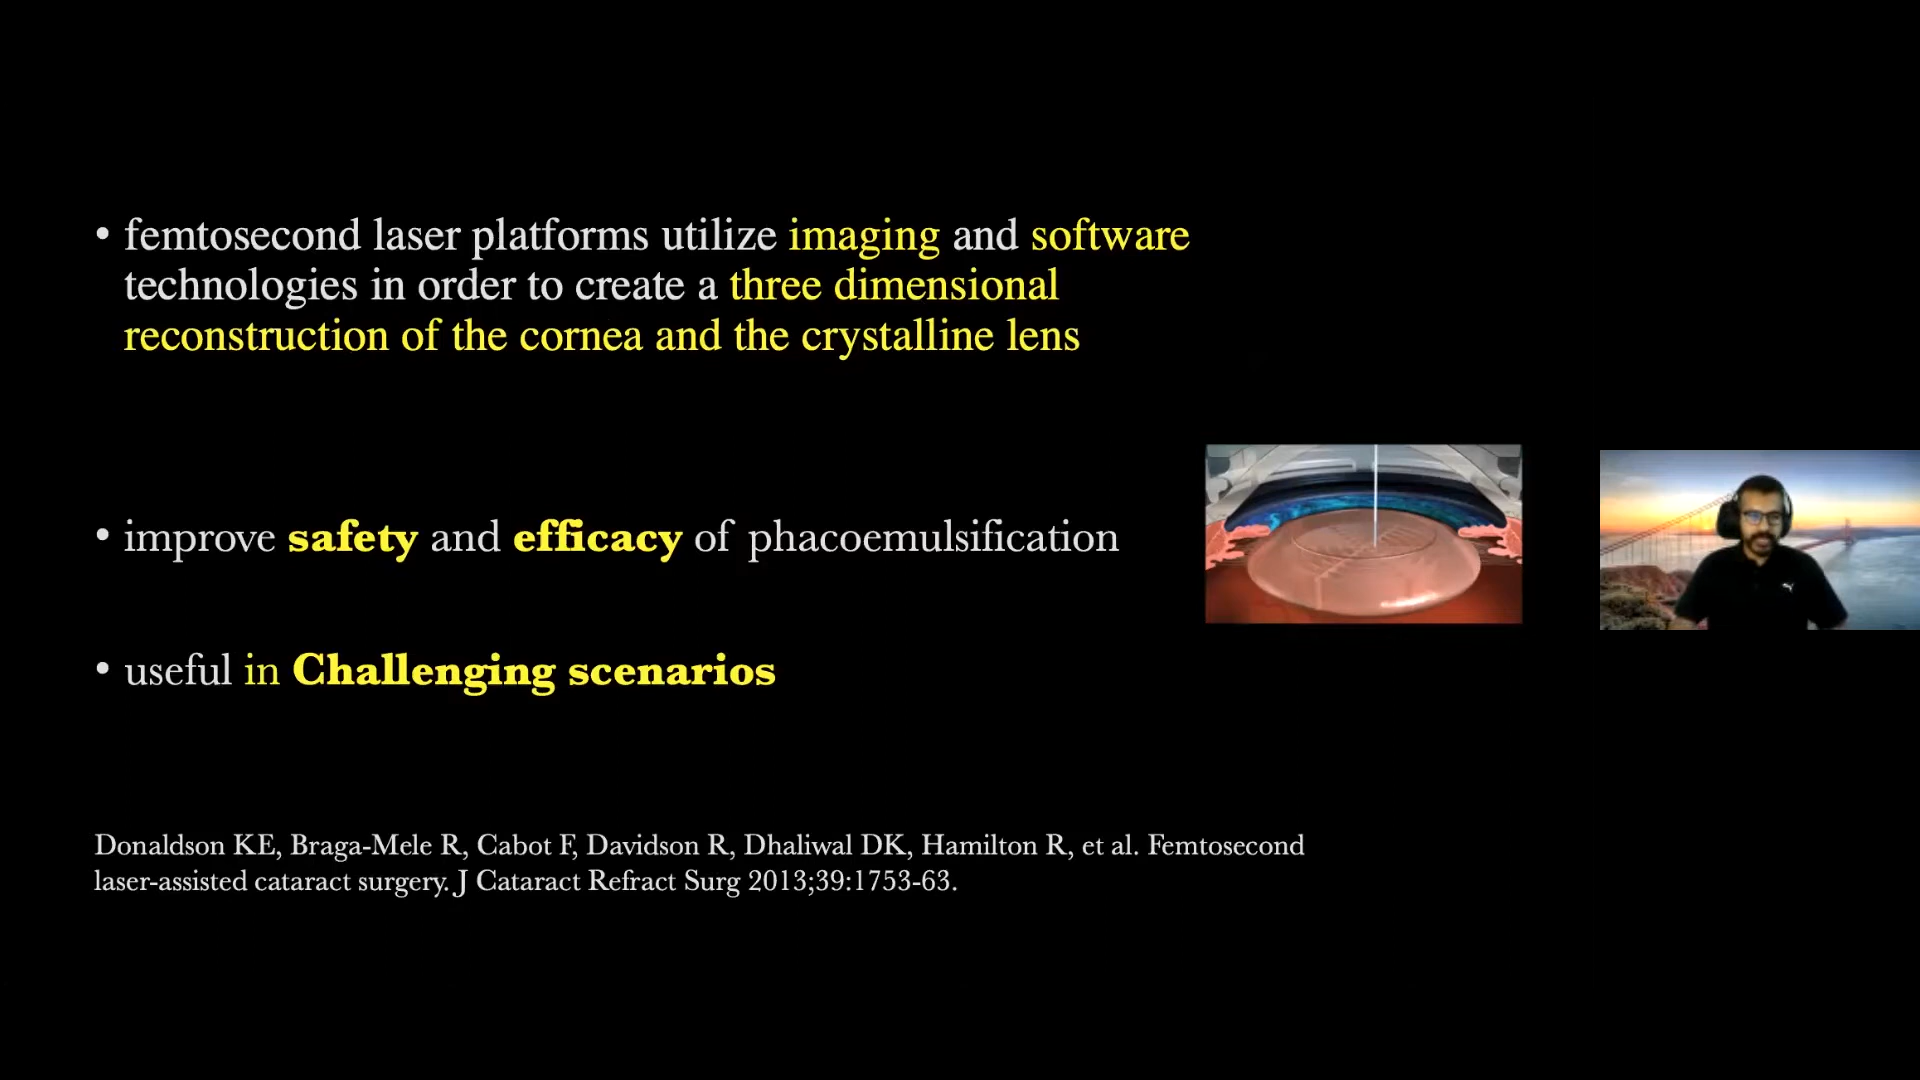 • femtosecond laser platforms utilize imaging and software
technologies in order to create a three dimensional
reconstruction of the cornea and the crystalline lens
• improve safety and efficacy of phacoemulsification
• useful in Challenging scenarios
Donaldson KE, Braga-Mele R, Cabot F, Davidson R, Dhaliwal DK, Hamilton R, et al. Femtosecond
laser-assisted cataract surgery. J Cataract Refract Surg 2013;39:1753-63.